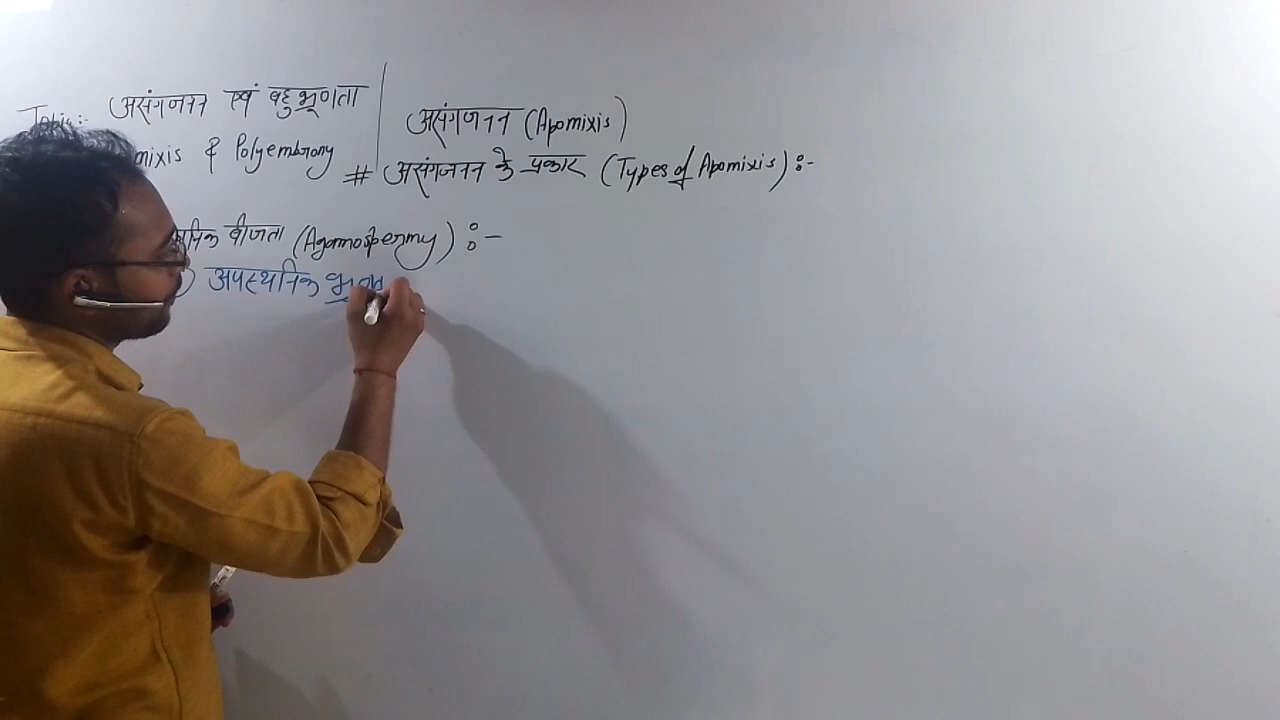 Topic:- असंगजनन एवं बहुभ्रूणता
mixis & Polyembrony
असंगजनन (Apomixis)
# असंगजनन के प्रकार (Types of Apomixis) :-
बीजता (Agamospermy) :-
अपस्थानिक